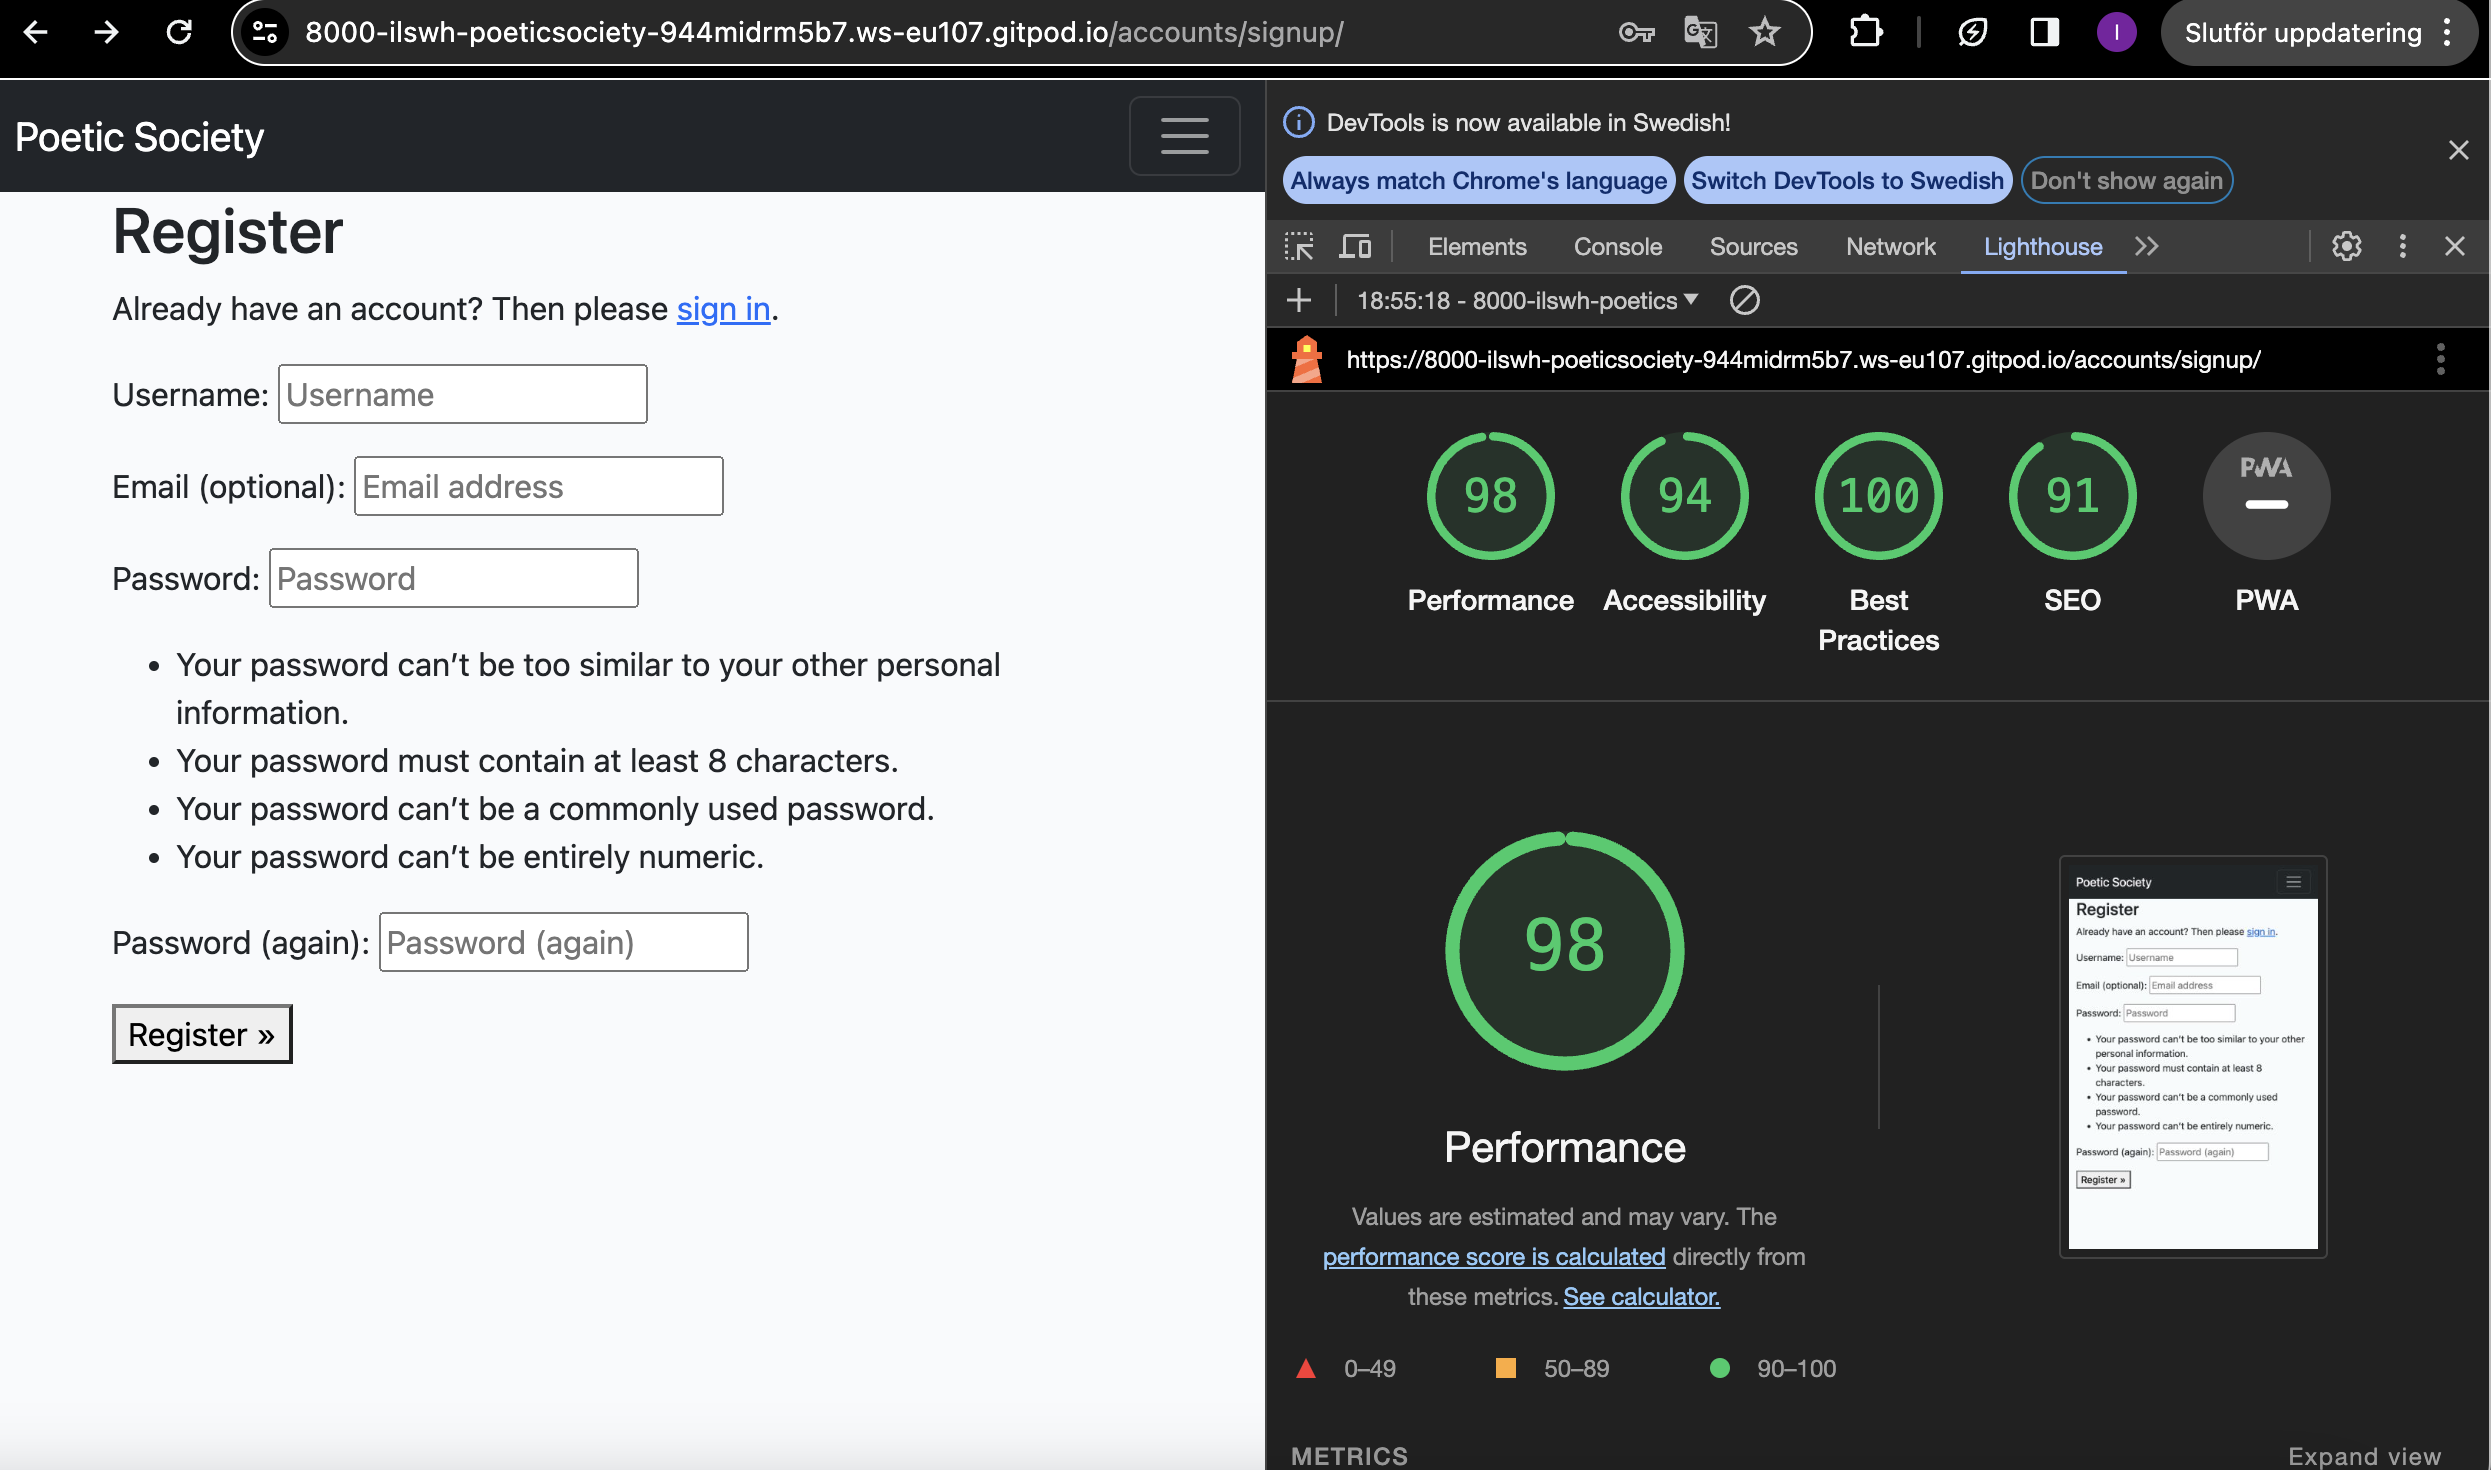 8000-ilswh-poeticsociety-944midrm5b7.ws-eu107.gitpod.io/accounts/signup/
I
Slutför uppdatering
Poetic Society
Register
Already have an account? Then please sign in.
Username: Username
Email (optional): Email address
Password: Password
• Your password can’t be too similar to your other personal
information.
• Your password must contain at least 8 characters.
• Your password can’t be a commonly used password.
• Your password can’t be entirely numeric.
Password (again): Password (again)
Register »
DevTools is now available in Swedish!
Always match Chrome's language
Switch DevTools to Swedish
Don't show again
Elements
Console
Sources
Network
Lighthouse
18:55:18 - 8000-ilswh-poetics
https://8000-ilswh-poeticsociety-944midrm5b7.ws-eu107.gitpod.io/accounts/signup/
98
94
100
91
PWA
Performance
Accessibility
Best
Practices
SEO
PWA
98
Performance
Values are estimated and may vary. The
performance score is calculated directly from
these metrics. See calculator.
0–49
50–89
90–100
Poetic Society
Register
Already have an account? Then please sign in.
Username: Username
Email (optional): Email address
Password: Password
• Your password can’t be too similar to your other
personal information.
• Your password must contain at least 8
characters.
• Your password can’t be a commonly used
password.
• Your password can’t be entirely numeric.
Password (again): Password (again)
Register »
METRICS
Expand view